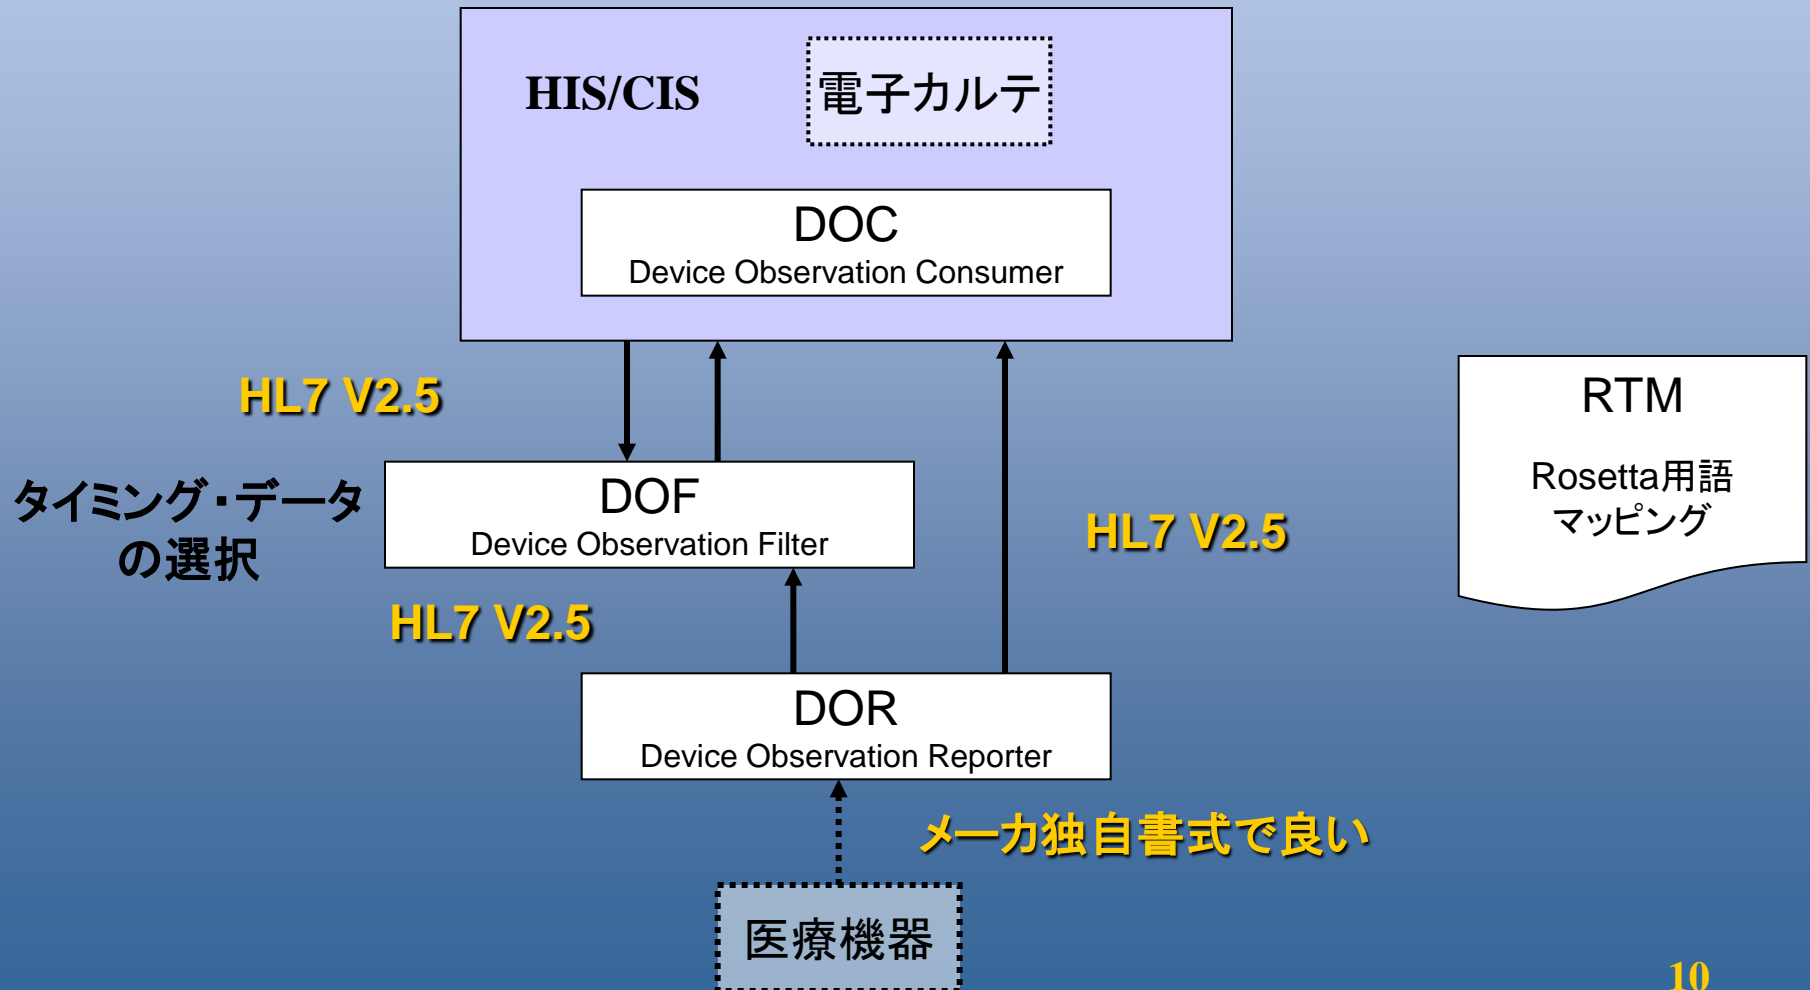 HIS/CIS
電子カルテ
DOC
Device Observation Consumer
HL7 V2.5
タイミング・データ
の選択
DOF
Device Observation Filter
HL7 V2.5
HL7 V2.5
RTM
Rosetta用語
マッピング
DOR
Device Observation Reporter
メーカ独自書式で良い
医療機器
10